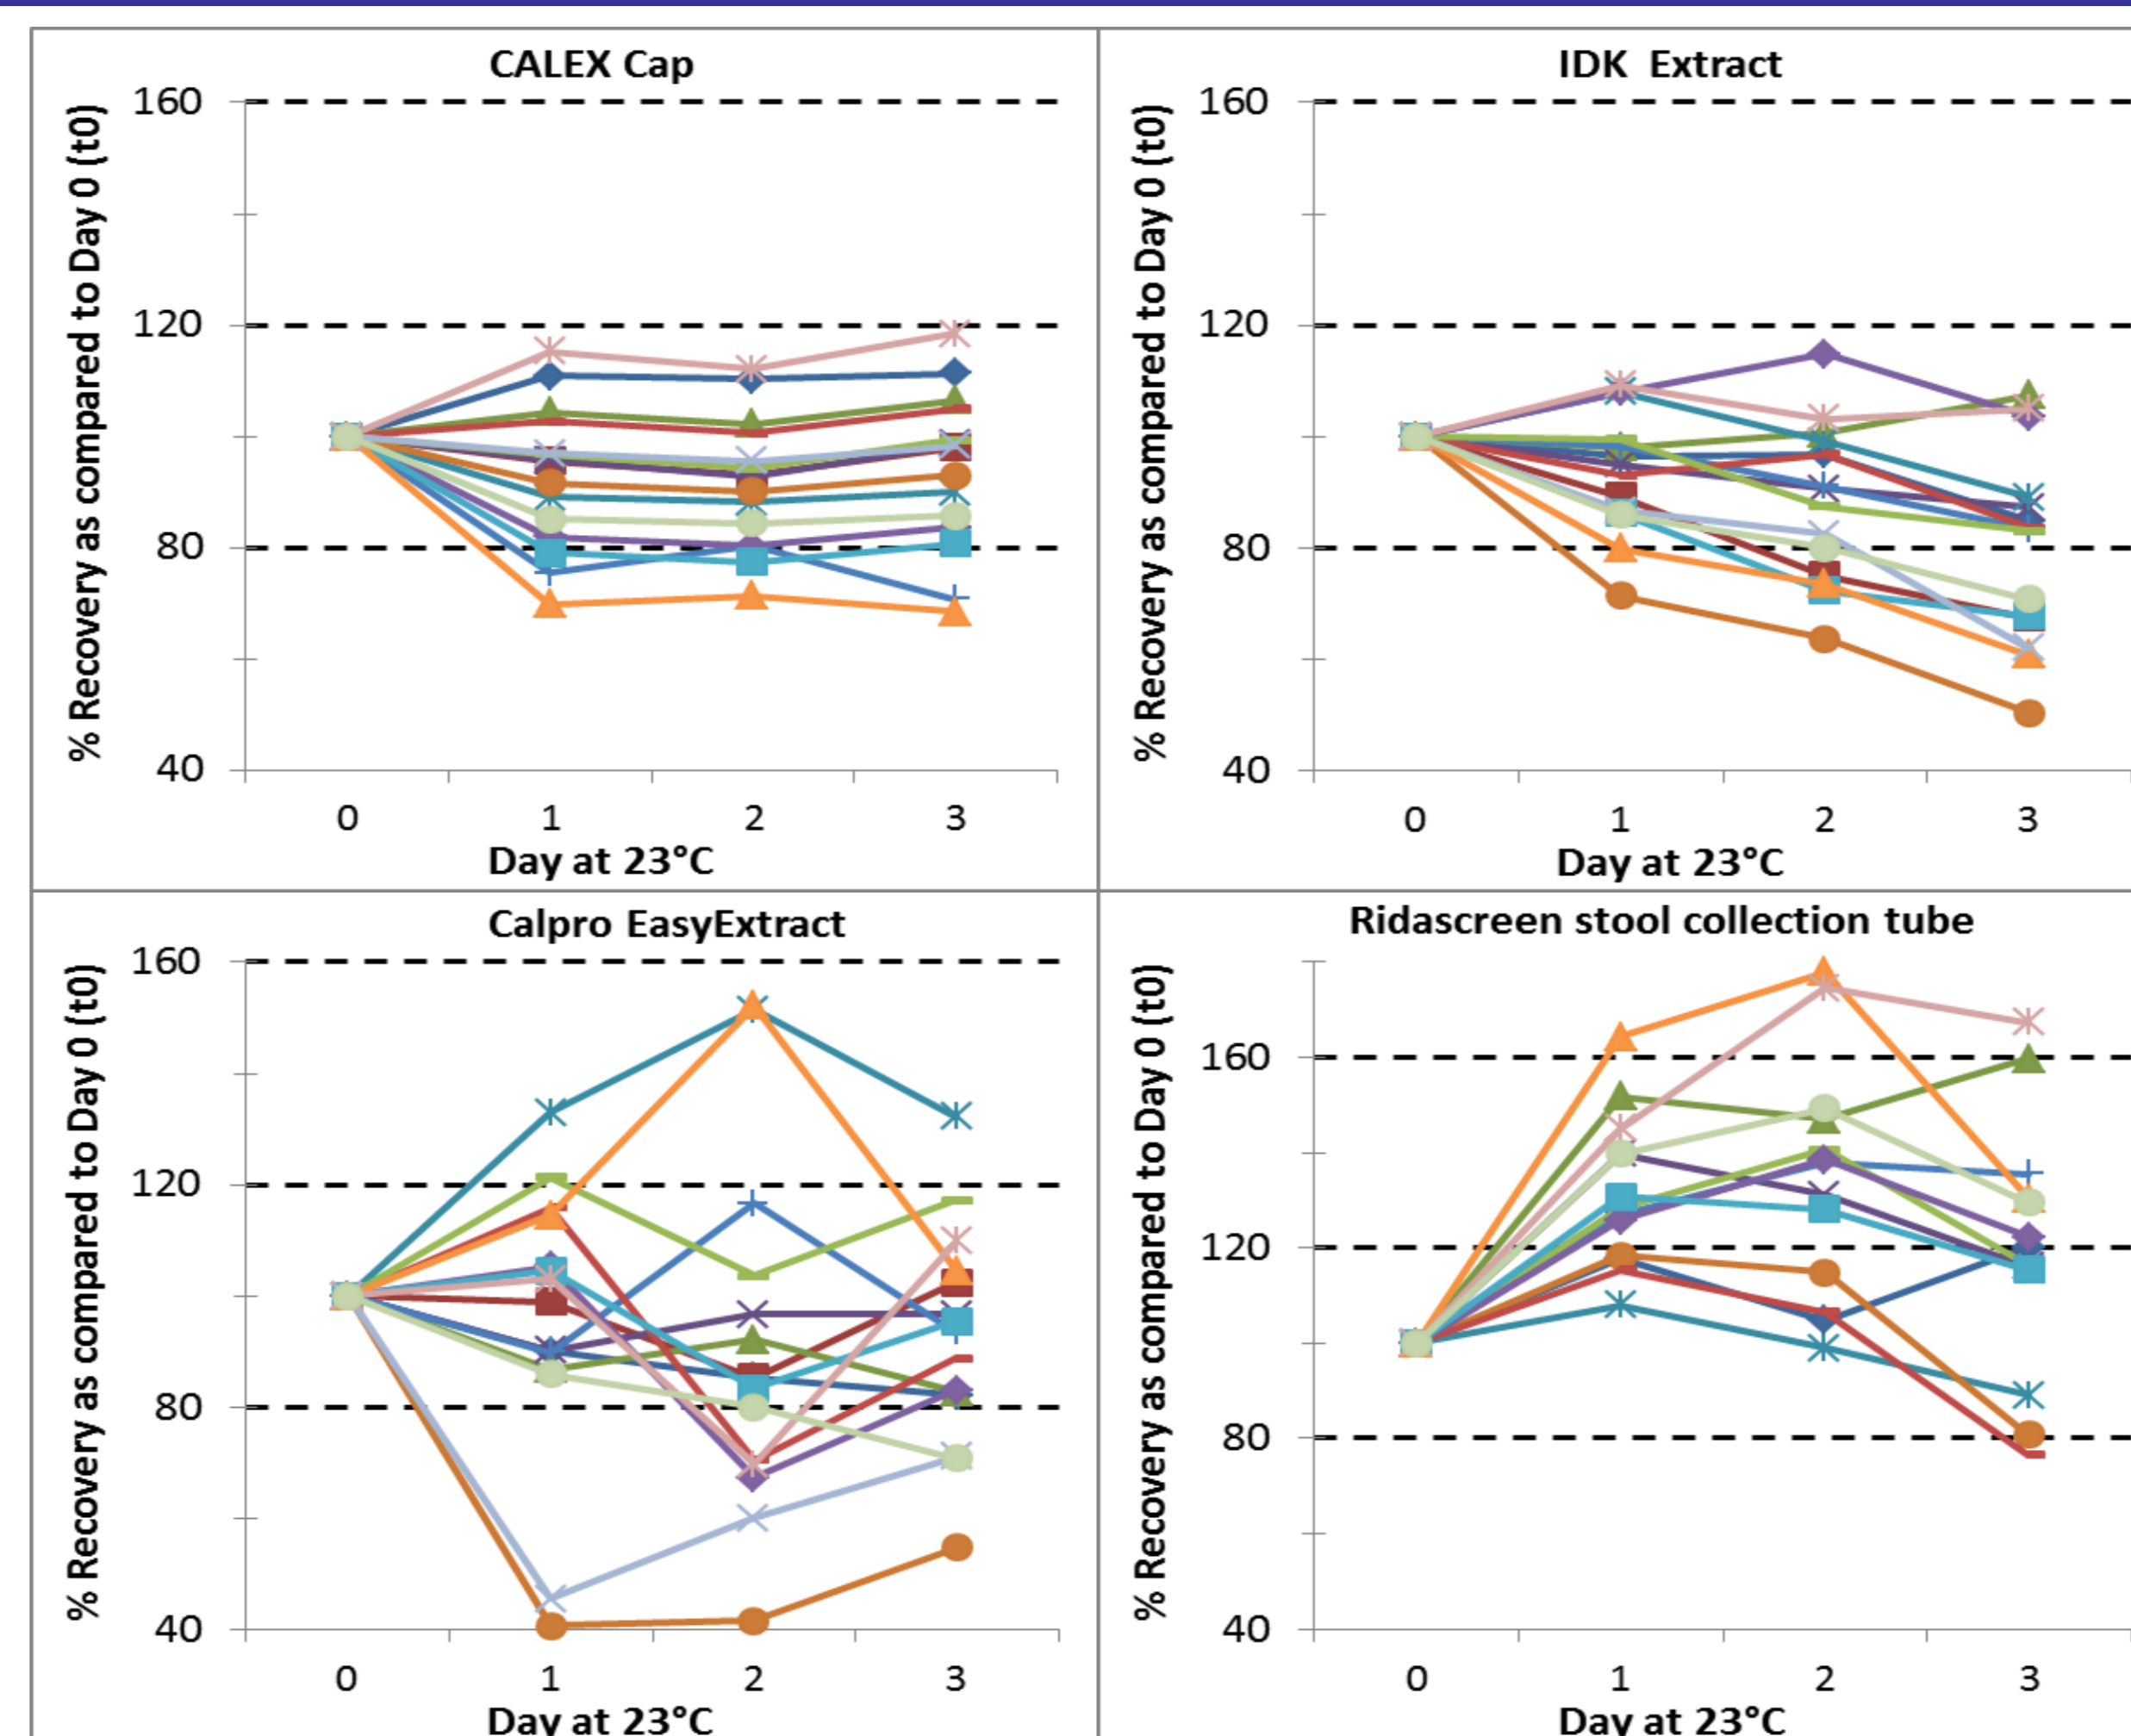 CALEX Cap
% Recovery as compared to Day 0 (t0)
160
120
80
40
0 1 2 3
Day at 23°C
IDK Extract
% Recovery as compared to Day 0 (t0)
160
120
80
40
0 1 2 3
Day at 23°C
Calpro EasyExtract
% Recovery as compared to Day 0 (t0)
160
120
80
40
0 1 2 3
Day at 23°C
Ridascreen stool collection tube
% Recovery as compared to Day 0 (t0)
160
120
80
40
0 1 2 3
Day at 23°C